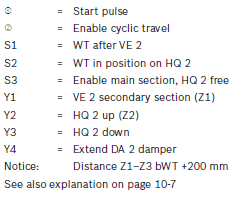 ① = Start pulse
② = Enable cyclic travel
S1 = WT after VE 2
S2 = WT in position on HQ 2
S3 = Enable main section, HQ 2 free
Y1 = VE 2 secondary section (Z1)
Y2 = HQ 2 up (Z2)
Y3 = HQ 2 down
Y4 = Extend DA 2 damper
Notice: Distance Z1–Z3 bWT +200 mm
See also explanation on page 10-7